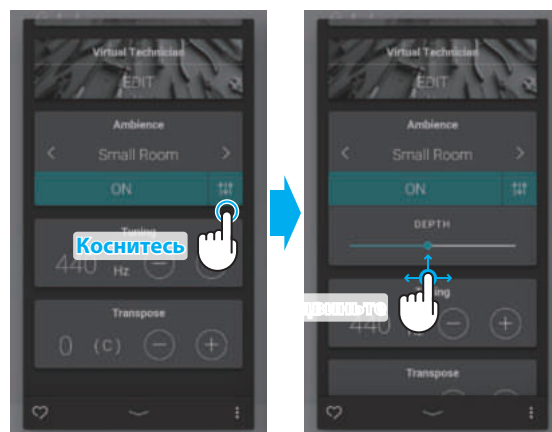 Virtual Technician
EDIT
Ambience
Small Room
ON
Tuning
Коснитесь
440 Hz
Transpose
0 (C)
Virtual Technician
EDIT
Ambience
Small Room
ON
DEPTH
440
Transpose